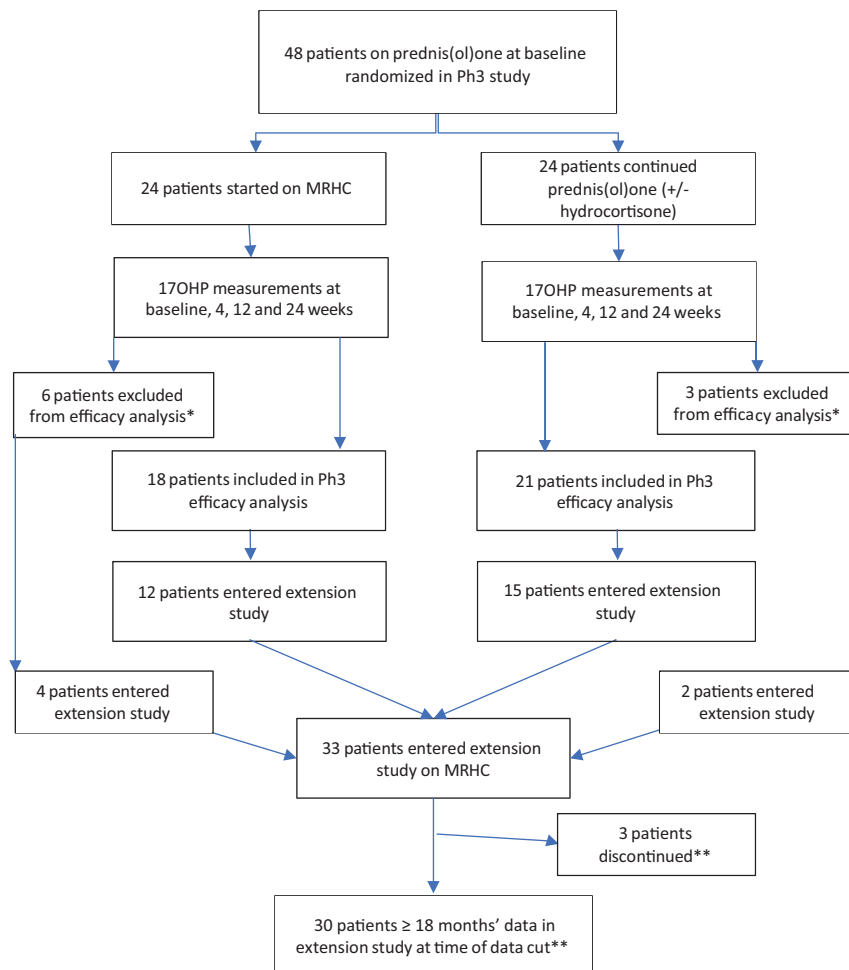 48 patients on prednis(ol)one at baseline
randomized in Ph3 study
24 patients started on MRHC
24 patients continued
prednis(ol)one (+/-
hydrocortisone)
17OHP measurements at
baseline, 4, 12 and 24 weeks
17OHP measurements at
baseline, 4, 12 and 24 weeks
6 patients excluded
from efficacy analysis*
3 patients excluded
from efficacy analysis*
18 patients included in Ph3
efficacy analysis
21 patients included in Ph3
efficacy analysis
12 patients entered extension
study
15 patients entered extension
study
4 patients entered
extension study
2 patients entered
extension study
33 patients entered extension
study on MRHC
3 patients
discontinued**
30 patients ≥ 18 months’ data in
extension study at time of data cut**